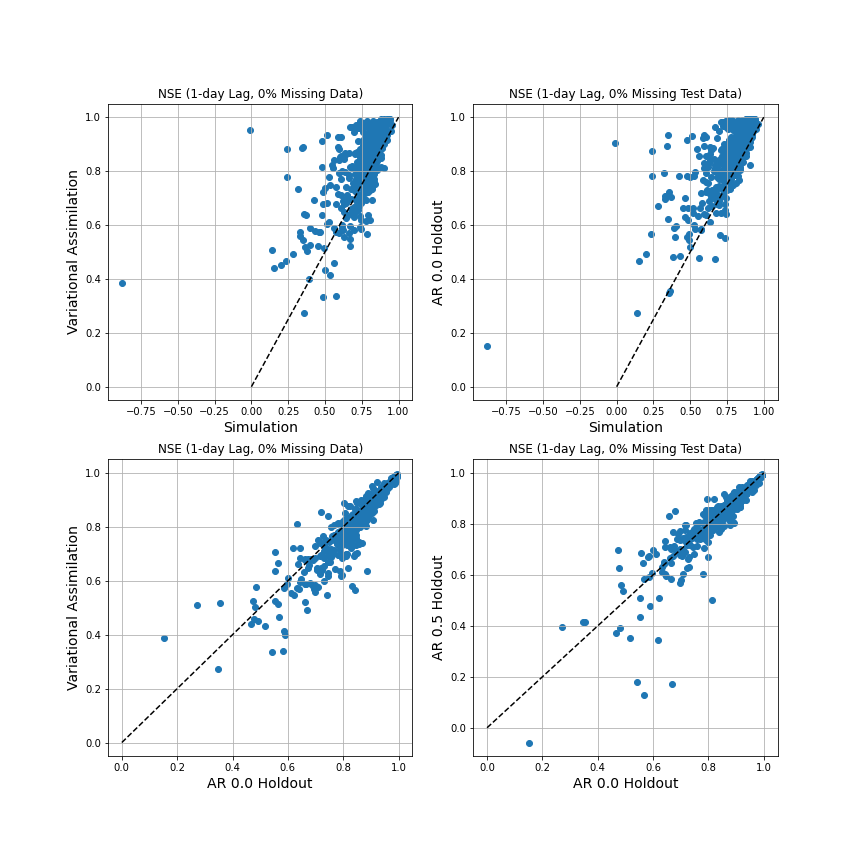 NSE (1-day Lag, 0% Missing Data)
Variational Assimilation
1.0
0.8
0.6
0.4
0.2
0.0
−0.75 −0.50 −0.25 0.00 0.25 0.50 0.75 1.00
Simulation
NSE (1-day Lag, 0% Missing Test Data)
AR 0.0 Holdout
1.0
0.8
0.6
0.4
0.2
0.0
−0.75 −0.50 −0.25 0.00 0.25 0.50 0.75 1.00
Simulation
NSE (1-day Lag, 0% Missing Data)
Variational Assimilation
1.0
0.8
0.6
0.4
0.2
0.0
0.0 0.2 0.4 0.6 0.8 1.0
AR 0.0 Holdout
NSE (1-day Lag, 0% Missing Test Data)
AR 0.5 Holdout
1.0
0.8
0.6
0.4
0.2
0.0
0.0 0.2 0.4 0.6 0.8 1.0
AR 0.0 Holdout